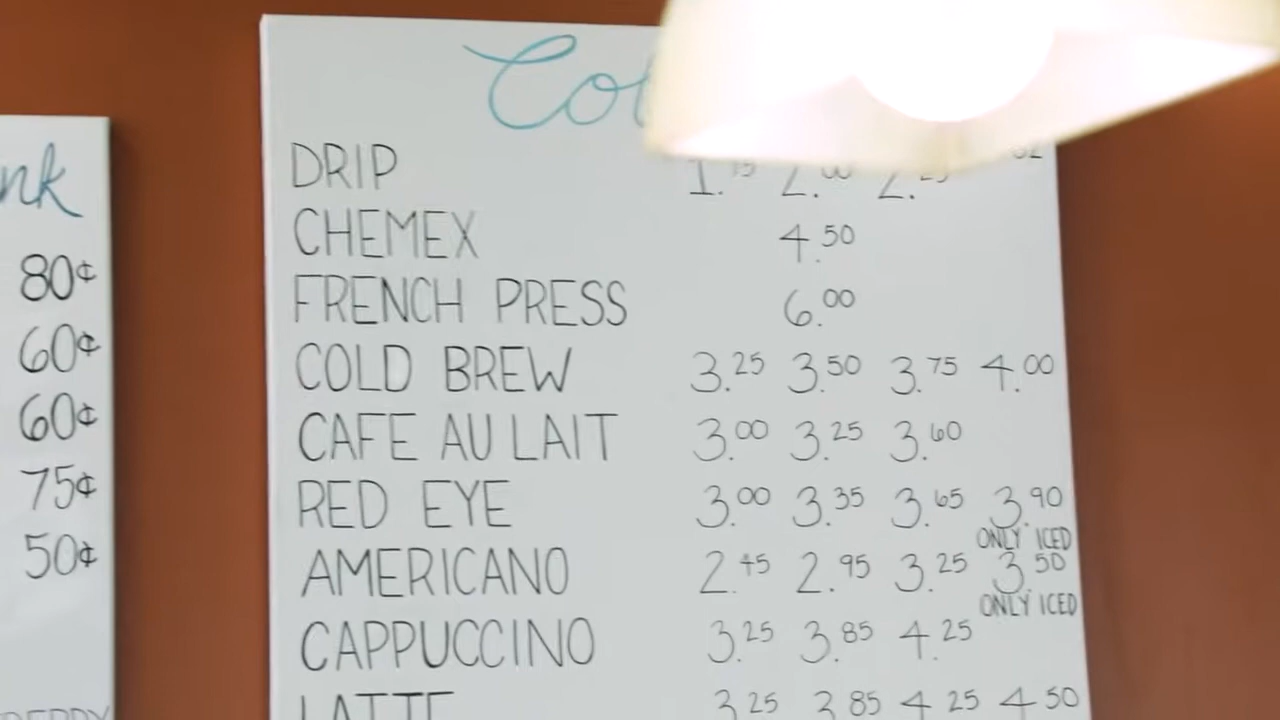 80¢
60¢
60¢
75¢
50¢
DRIP
CHEMEX 4.50
FRENCH PRESS 6.00
COLD BREW 3.25 3.50 3.75 4.00
CAFE AU LAIT 3.00 3.25 3.60
RED EYE 3.00 3.35 3.65 3.90
ONLY ICED
AMERICANO 2.45 2.95 3.25 3.50
ONLY ICED
CAPPUCCINO 3.25 3.85 4.25
LATTE 3.25 3.85 4.25 4.50